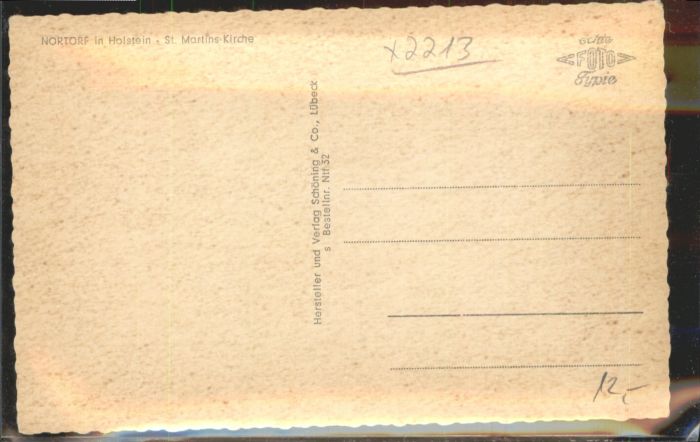 NORTORF in Holstein - St. Martins-Kirche
x2213
echte
FOTO
Typie
Hersteller und Verlag Schöning & Co., Lübeck
s Bestellnr. Ntf.32
12,-